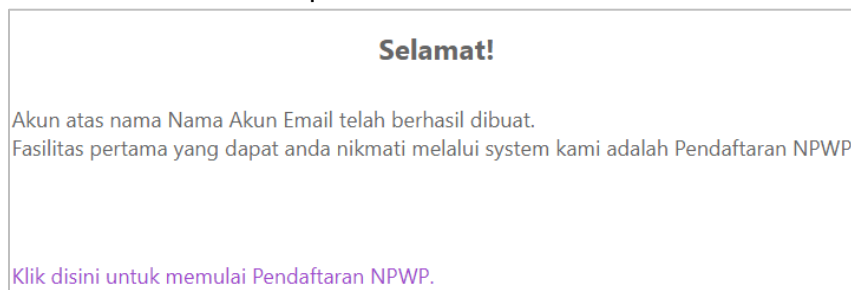 Selamat!
Akun atas nama Nama Akun Email telah berhasil dibuat.
Fasilitas pertama yang dapat anda nikmati melalui system kami adalah Pendaftaran NPWP
Klik disini untuk memulai Pendaftaran NPWP.